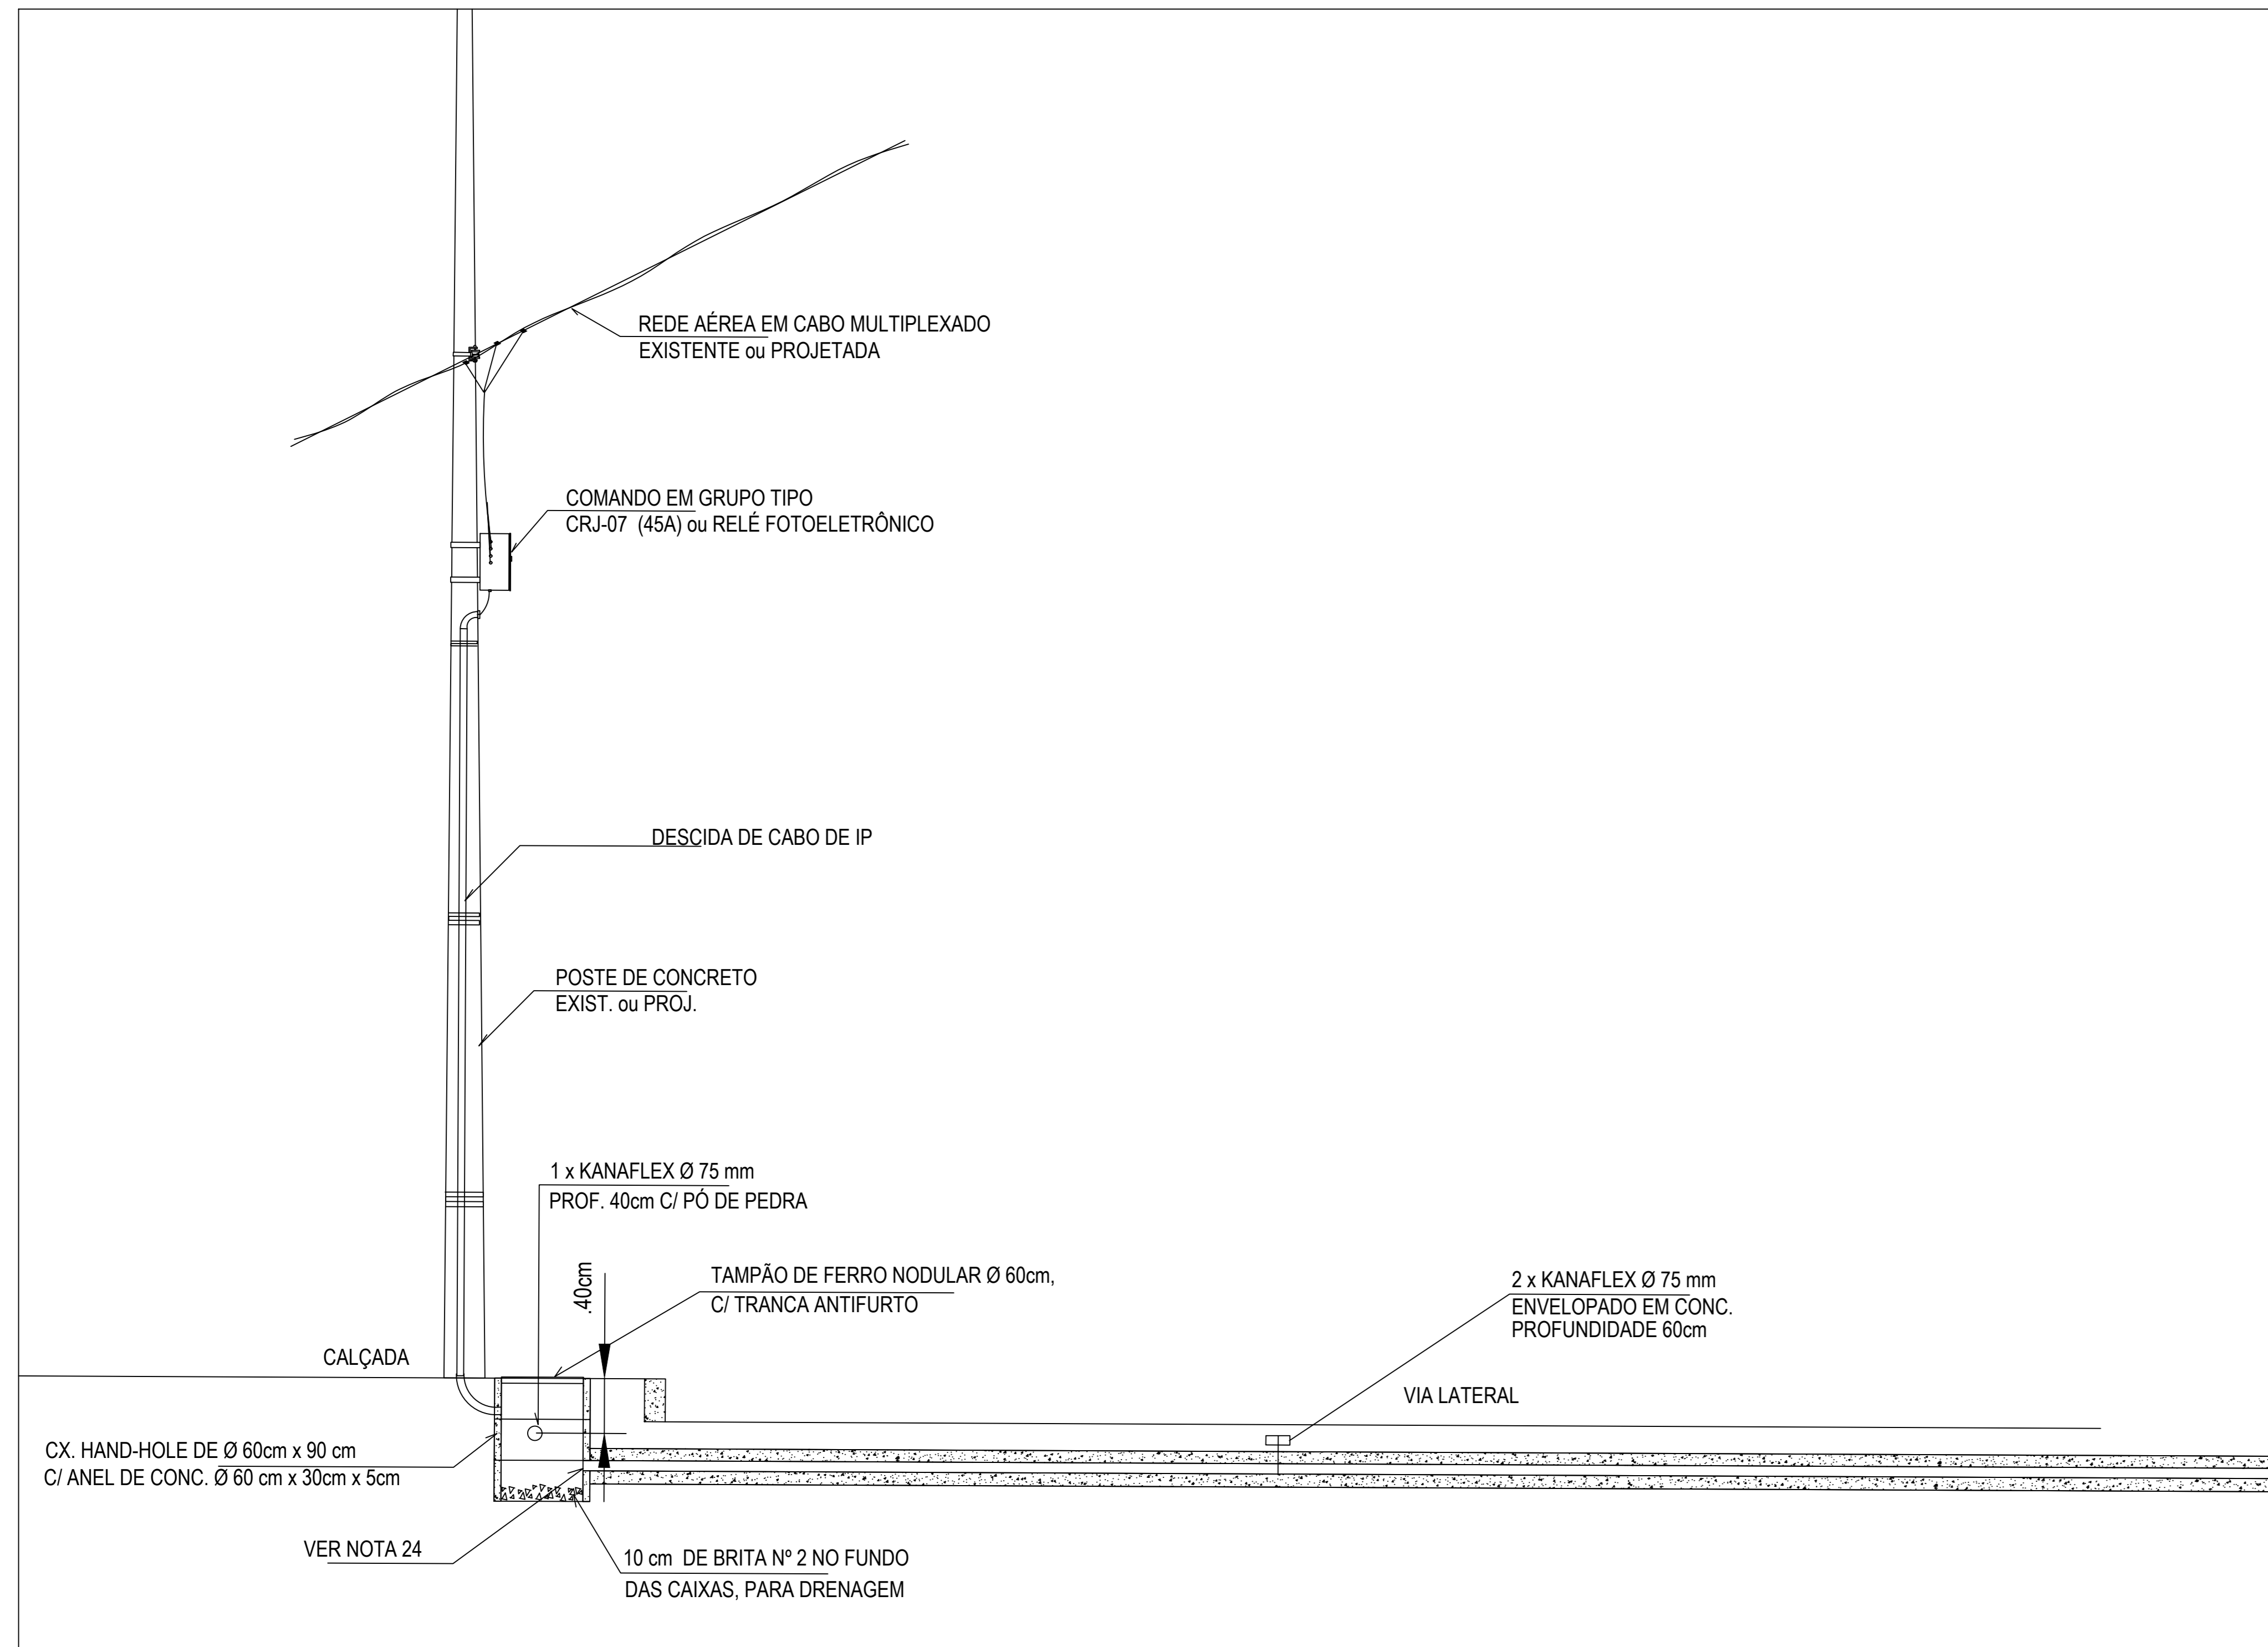 REDE AÉREA EM CABO MULTIPLEXADO
EXISTENTE ou PROJETADA
COMANDO EM GRUPO TIPO
CRJ-07 (45A) ou RELÉ FOTOELETRÔNICO
DESCIDA DE CABO DE IP
POSTE DE CONCRETO
EXIST. ou PROJ.
1 x KANAFLEX Ø 75 mm
PROF. 40cm C/ PÓ DE PEDRA
.40cm
TAMPÃO DE FERRO NODULAR Ø 60cm,
C/ TRANCA ANTIFURTO
2 x KANAFLEX Ø 75 mm
ENVELOPADO EM CONC.
PROFUNDIDADE 60cm
CALÇADA
VIA LATERAL
CX. HAND-HOLE DE Ø 60cm x 90 cm
C/ ANEL DE CONC. Ø 60 cm x 30cm x 5cm
VER NOTA 24
10 cm DE BRITA Nº 2 NO FUNDO
DAS CAIXAS, PARA DRENAGEM